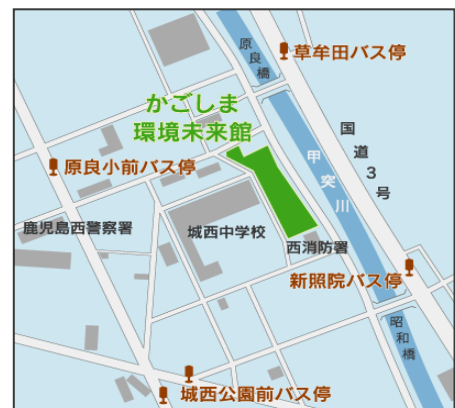 原良橋
草牟田バス停
かごしま
環境未来館
国道3号
甲突川
原良小前バス停
鹿児島西警察署
城西中学校
西消防署
新照院バス停
昭和橋
城西公園前バス停